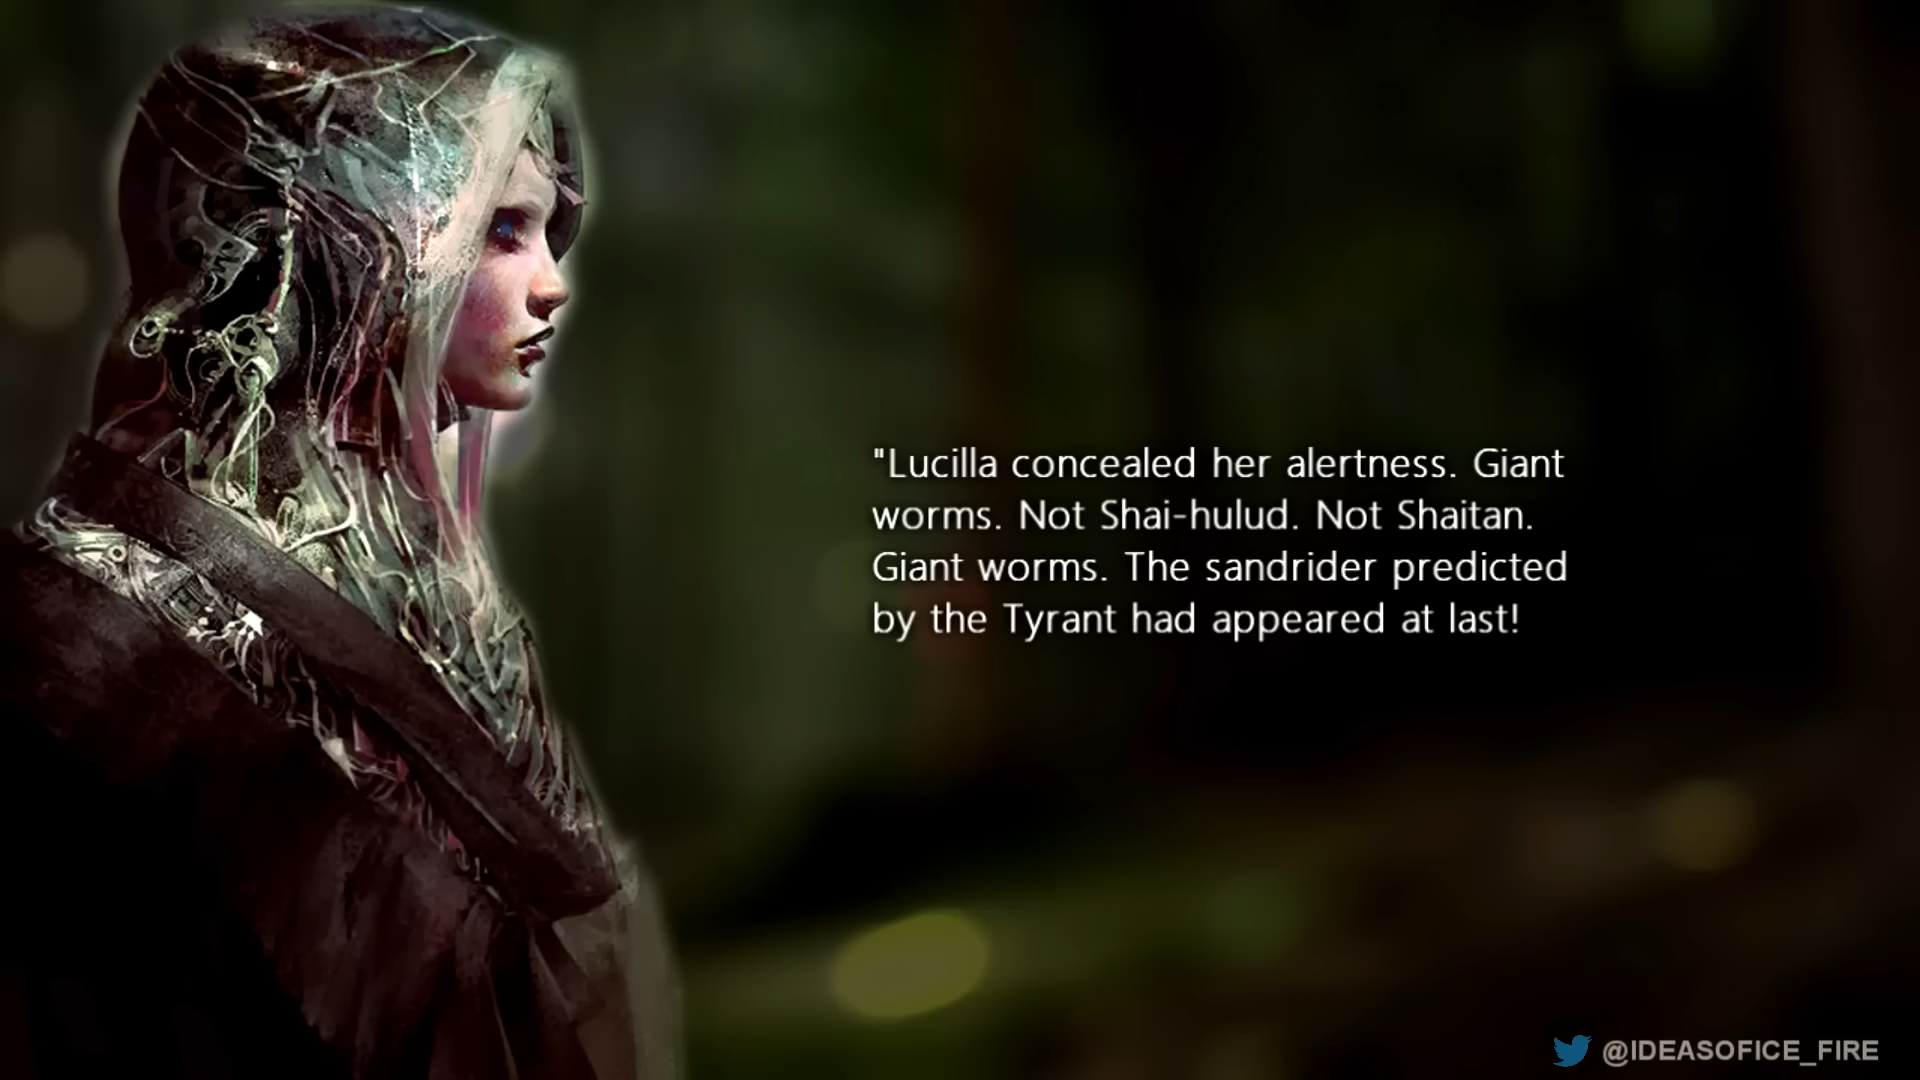 "Lucilla concealed her alertness. Giant
worms. Not Shai-hulud. Not Shaitan.
Giant worms. The sandrider predicted
by the Tyrant had appeared at last!
@IDEASOFICE_FIRE